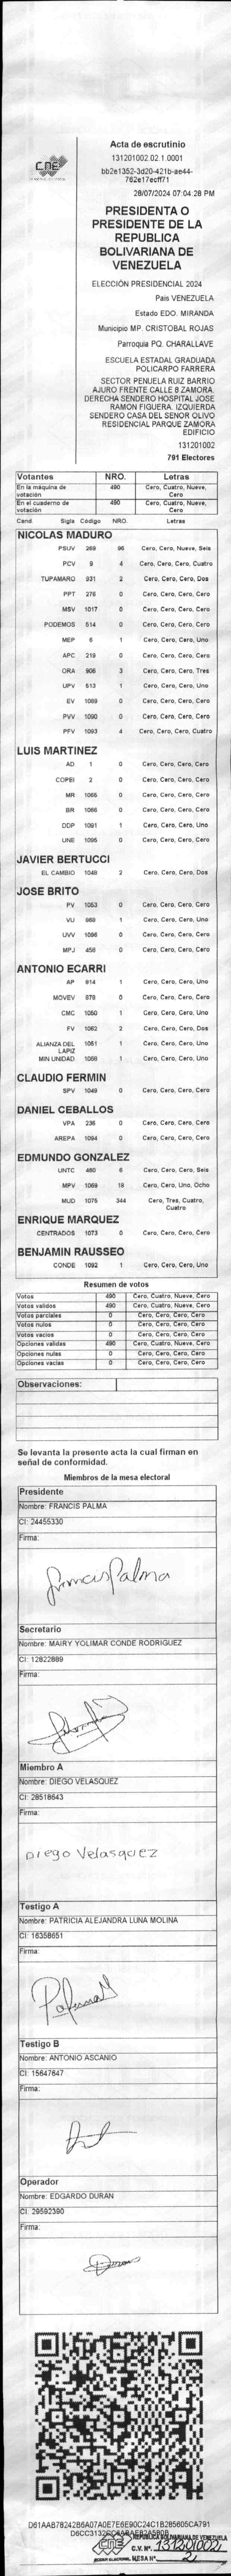 CNE
Acta de escrutinio
131201002.02.1.0001
bb2e1352-3d20-421b-ae44-
762e17ecff71
28/07/2024 07:04:28 PM
PRESIDENTA O
PRESIDENTE DE LA
REPUBLICA
BOLIVARIANA DE
VENEZUELA
ELECCIÓN PRESIDENCIAL 2024
Pais VENEZUELA
Estado EDO. MIRANDA
Municipio MP. CRISTOBAL ROJAS
Parroquia PQ. CHARALLAVE
ESCUELA ESTADAL GRADUADA
POLICARPO FARRERA
SECTOR PENUELA RUIZ BARRIO
AJURO FRENTE CALLE 8 ZAMORA.
DERECHA SENDERO HOSPITAL JOSE
RAMON FIGUERA. IZQUIERDA
SENDERO CASA DEL SENOR OLIVO
RESIDENCIAL PARQUE ZAMORA
EDIFICIO
131201002
791 Electores
Votantes NRO. Letras
En la maquina de votación 490 Cero, Cuatro, Nueve, Cero
En el cuaderno de votación 490 Cero, Cuatro, Nueve, Cero
Cand Sigla Código NRO. Letras
NICOLAS MADURO
PSUV 269 96 Cero, Cero, Nueve, Seis
PCV 9 4 Cero, Cero, Cero, Cuatro
TUPAMARO 931 2 Cero, Cero, Cero, Dos
PPT 276 0 Cero, Cero, Cero, Cero
MSV 1017 0 Cero, Cero, Cero, Cero
PODEMOS 514 0 Cero, Cero, Cero, Cero
MEP 6 1 Cero, Cero, Cero, Uno
APC 219 0 Cero, Cero, Cero, Cero
ORA 906 3 Cero, Cero, Cero, Tres
UPV 513 1 Cero, Cero, Cero, Uno
EV 1089 0 Cero, Cero, Cero, Cero
PVV 1090 0 Cero, Cero, Cero, Cero
PFV 1093 4 Cero, Cero, Cero, Cuatro
LUIS MARTINEZ
AD 1 0 Cero, Cero, Cero, Cero
COPEI 2 0 Cero, Cero, Cero, Cero
MR 1065 0 Cero, Cero, Cero, Cero
BR 1066 0 Cero, Cero, Cero, Cero
DDP 1091 1 Cero, Cero, Cero, Uno
UNE 1095 0 Cero, Cero, Cero, Cero
JAVIER BERTUCCI
EL CAMBIO 1048 2 Cero, Cero, Cero, Dos
JOSE BRITO
PV 1053 0 Cero, Cero, Cero, Cero
VU 960 1 Cero, Cero, Cero, Uno
UVV 1096 0 Cero, Cero, Cero, Cero
MPJ 456 0 Cero, Cero, Cero, Cero
ANTONIO ECARRI
AP 914 1 Cero, Cero, Cero, Uno
MOVEV 978 0 Cero, Cero, Cero, Cero
CMC 1050 1 Cero, Cero, Cero, Uno
FV 1062 2 Cero, Cero, Cero, Dos
ALIANZA DEL LAPIZ 1061 1 Cero, Cero, Cero, Uno
MIN UNIDAD 1068 1 Cero, Cero, Cero, Uno
CLAUDIO FERMIN
SPV 1049 0 Cero, Cero, Cero, Cero
DANIEL CEBALLOS
VPA 236 0 Cero, Cero, Cero, Cero
AREPA 1094 0 Cero, Cero, Cero, Cero
EDMUNDO GONZALEZ
UNTC 460 6 Cero, Cero, Cero, Seis
MPV 1069 18 Cero, Cero, Uno, Ocho
MUD 1075 344 Cero, Tres, Cuatro, Cuatro
ENRIQUE MARQUEZ
CENTRADOS 1073 0 Cero, Cero, Cero, Cero
BENJAMIN RAUSSEO
CONDE 1092 1 Cero, Cero, Cero, Uno
Resumen de votos
Votos 490 Cero, Cuatro, Nueve, Cero
Votos validos 490 Cero, Cuatro, Nueve, Cero
Votos parciales 0 Cero, Cero, Cero, Cero
Votos nulos 0 Cero, Cero, Cero, Cero
Votos vacios 0 Cero, Cero, Cero, Cero
Opciones validas 490 Cero, Cuatro, Nueve, Cero
Opciones nulas 0 Cero, Cero, Cero, Cero
Opciones vacias 0 Cero, Cero, Cero, Cero
Observaciones:
Se levanta la presente acta la cual firman en
señal de conformidad.
Miembros de la mesa electoral
Presidente
Nombre: FRANCIS PALMA
CI: 24455330
Firma:
Francis Palma
Secretario
Nombre: MAIRY YOLIMAR CONDE RODRIGUEZ
CI: 12822889
Firma:
Miembro A
Nombre: DIEGO VELASQUEZ
CI: 28518643
Firma:
Diego Velasquez
Testigo A
Nombre: PATRICIA ALEJANDRA LUNA MOLINA
CI: 16358651
Firma:
Testigo B
Nombre: ANTONIO ASCANIO
CI: 15647647
Firma:
Operador
Nombre: EDGARDO DURAN
CI: 29592390
Firma:
D61AAB78242B6A07A0E7E6E90C24C1B285605CA791
CNE REPÚBLICA BOLIVARIANA DE VENEZUELA
PODER ELECTORAL C.V. Nº. 131201002
MESA Nº 2